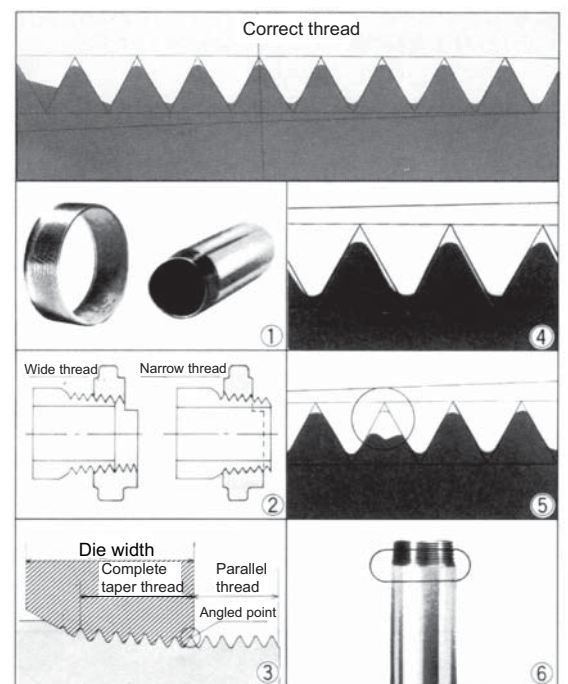 Correct thread
①
④
Wide thread
Narrow thread
②
⑤
Die width
Complete
taper thread
Parallel
thread
Angled point
③
⑥